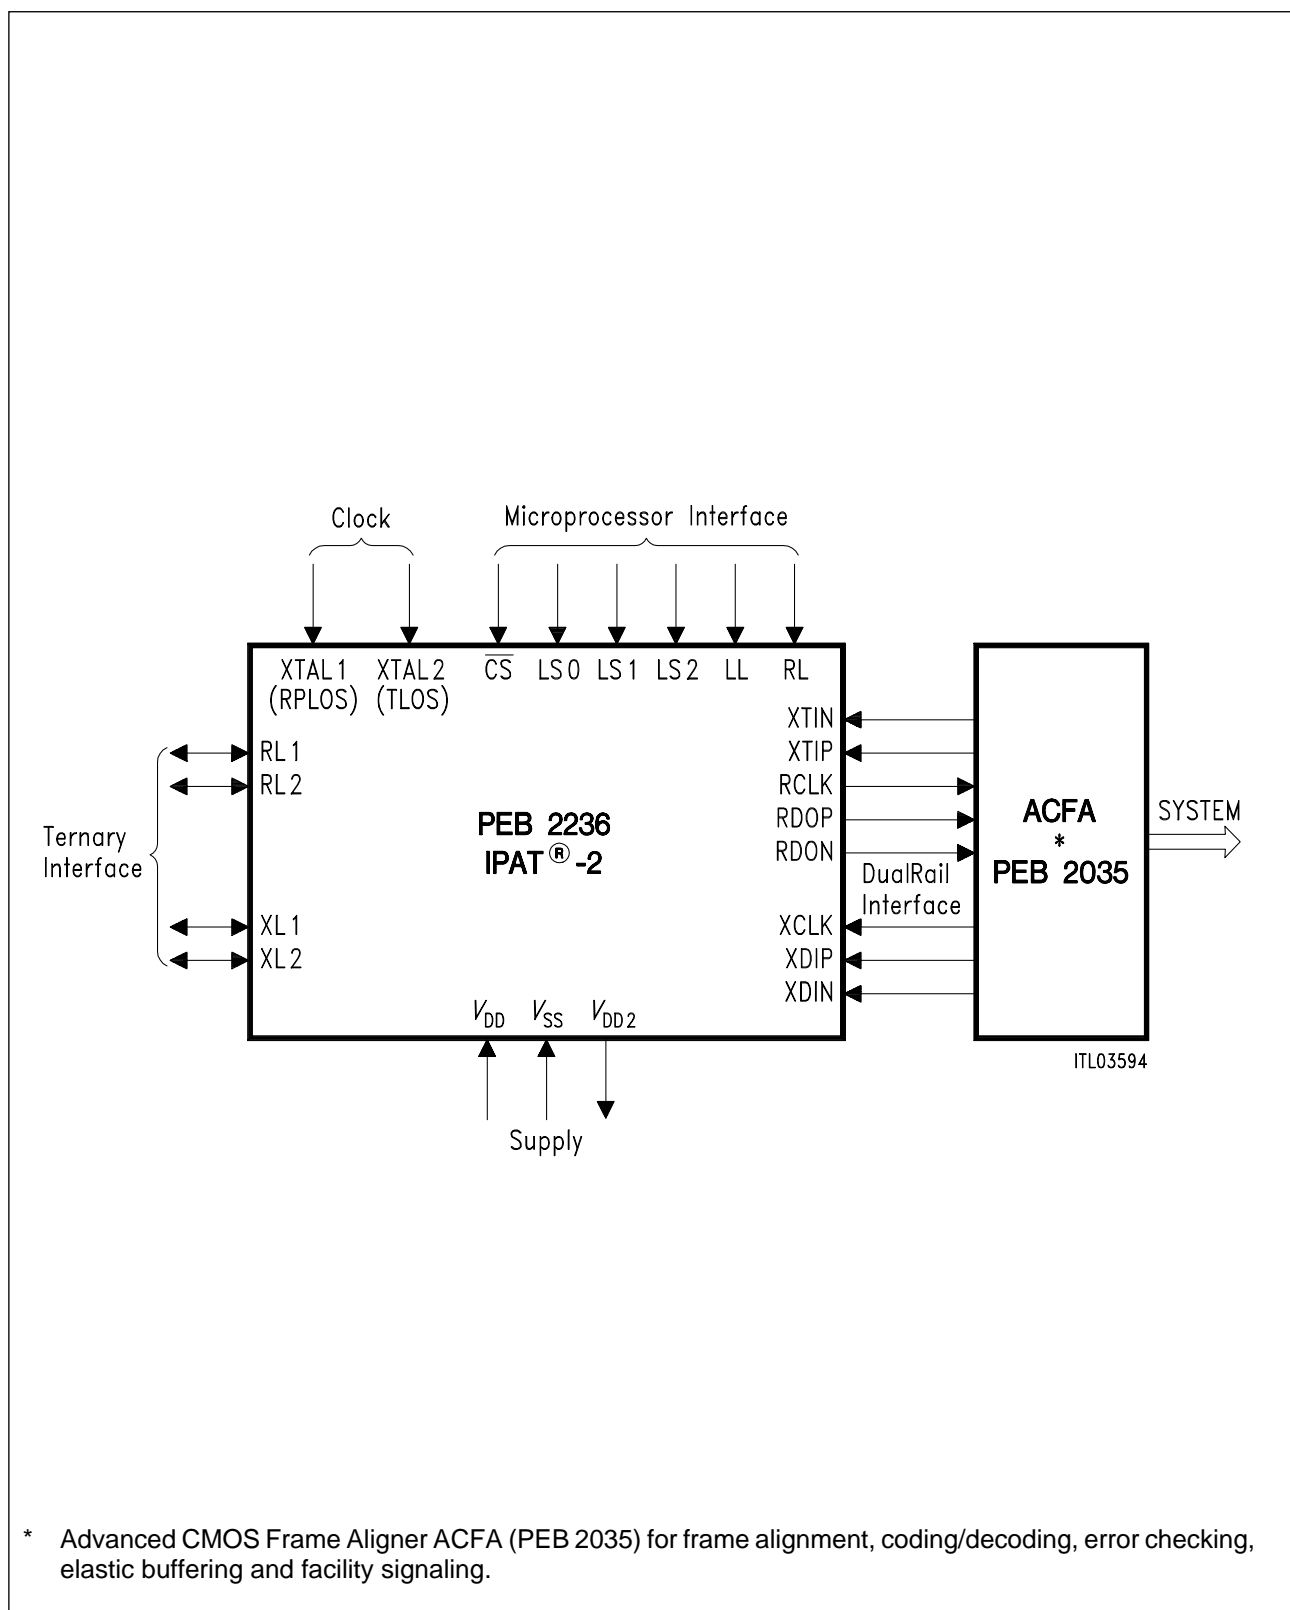 Clock
Microprocessor Interface
XTAL1 XTAL2 CS LS0 LS1 LS2 LL RL
(RPLOS) (TLOS)
XTIN
RL1
XTIP
RL2
RCLK
RDOP
RDON
PEB 2236
IPAT®-2
Ternary
Interface
DualRail
Interface
ACFA
*
PEB 2035
SYSTEM
XL1
XCLK
XL2
XDIP
XDIN
VDD VSS VDD2
ITL03594
Supply
* Advanced CMOS Frame Aligner ACFA (PEB 2035) for frame alignment, coding/decoding, error checking,
elastic buffering and facility signaling.